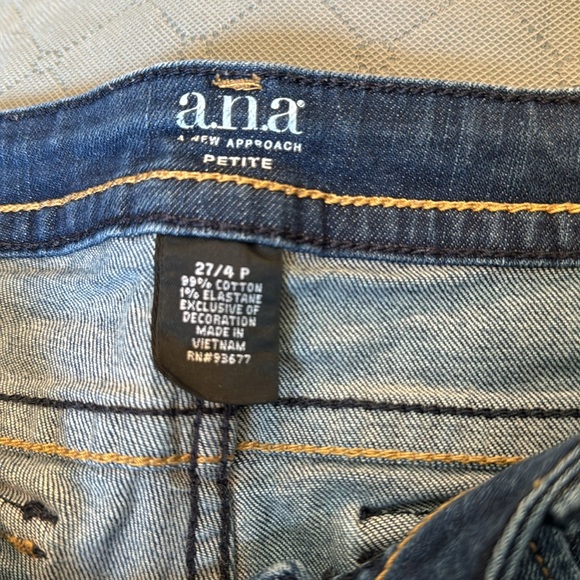 a.n.a
A NEW APPROACH
PETITE
27/4 P
99% COTTON
1% ELASTANE
EXCLUSIVE OF
DECORATION
MADE IN
VIETNAM
RN#93677